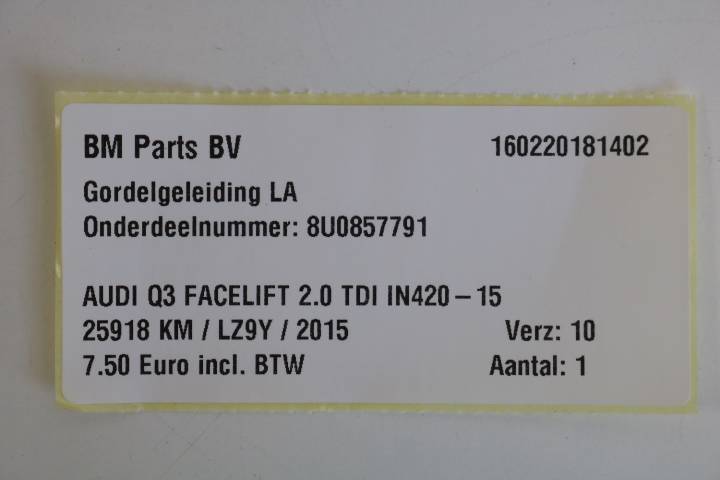 BM Parts BV 160220181402
Gordelgeleiding LA
Onderdeelnummer: 8U0857791
AUDI Q3 FACELIFT 2.0 TDI IN420 – 15
25918 KM / LZ9Y / 2015 Verz: 10
7.50 Euro incl. BTW Aantal: 1